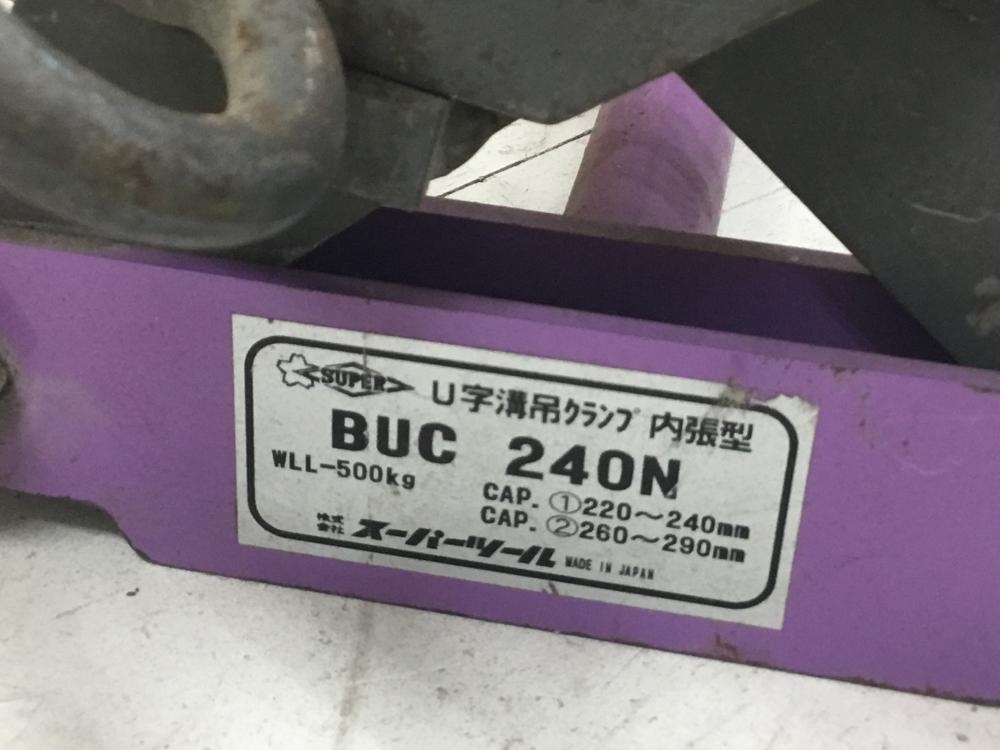 SUPER U字溝吊クランプ 内張型
BUC 240N
WLL-500kg
CAP. ①220～240mm
CAP. ②260～290mm
株式会社 スーパーツール MADE IN JAPAN